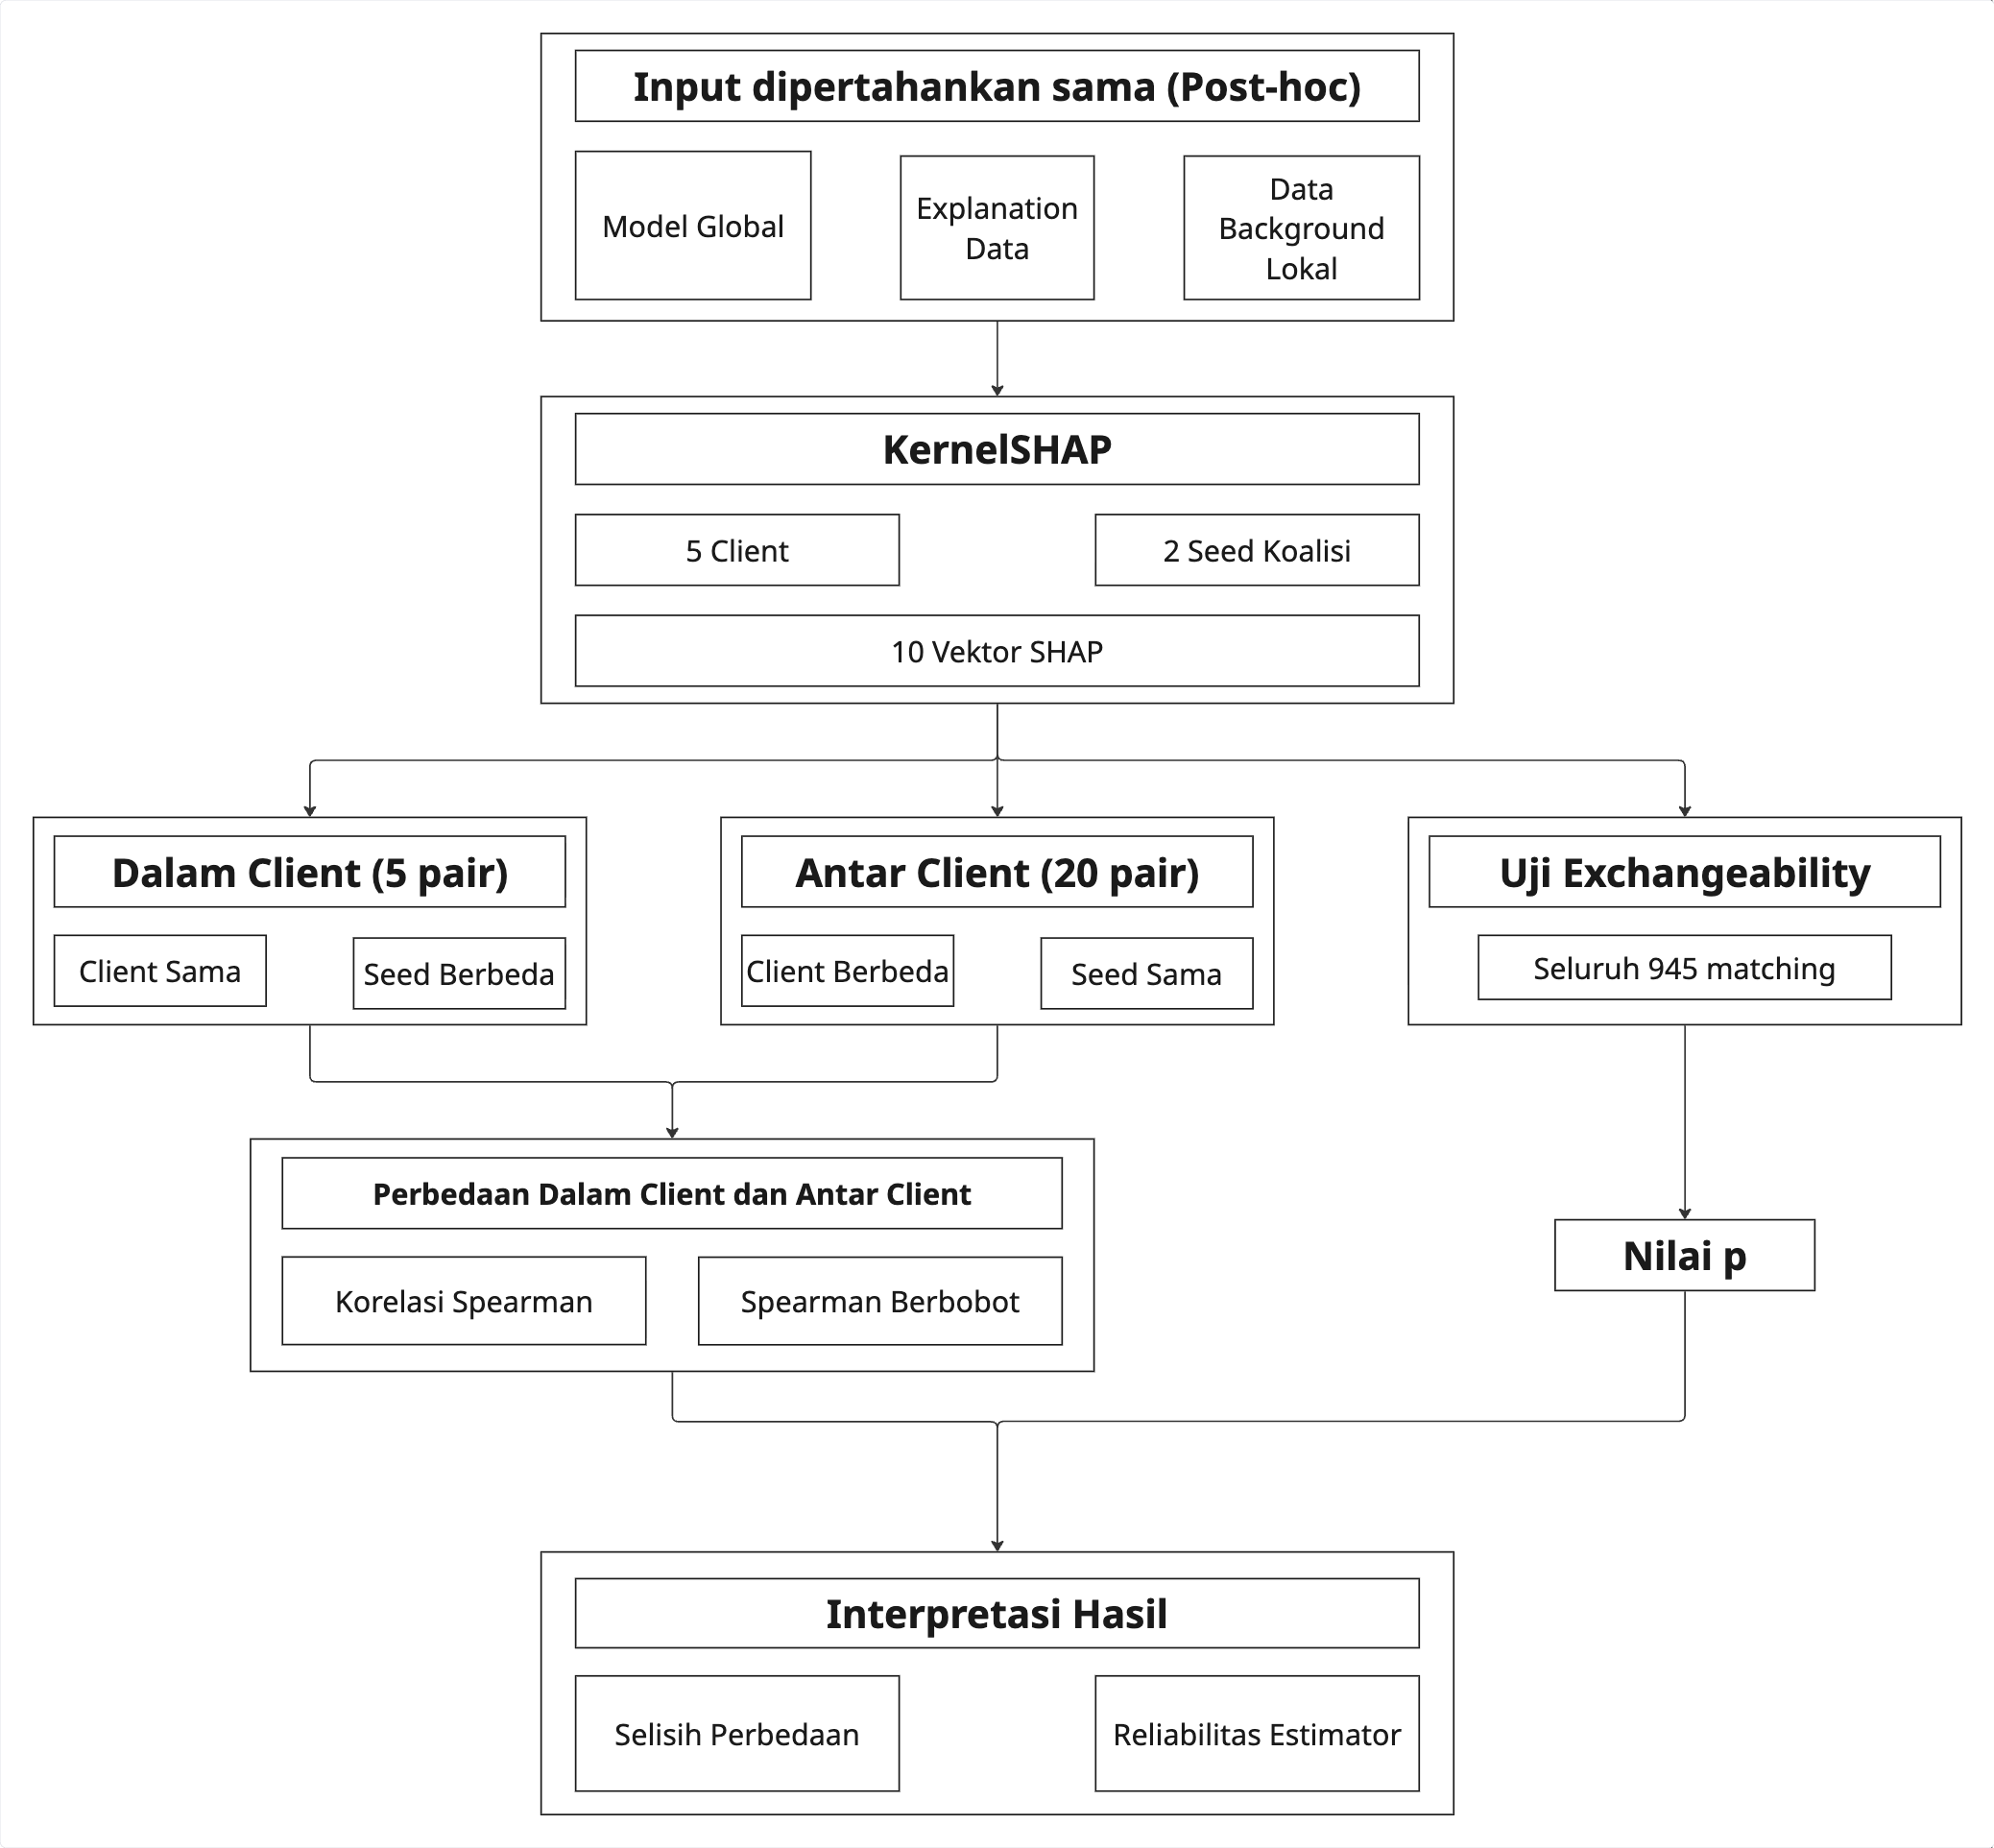 Input dipertahankan sama (Post-hoc)
Model Global
Explanation
Data
Data
Background
Lokal
KernelSHAP
5 Client
2 Seed Koalisi
10 Vektor SHAP
Dalam Client (5 pair)
Client Sama
Seed Berbeda
Antar Client (20 pair)
Client Berbeda
Seed Sama
Uji Exchangeability
Seluruh 945 matching
Perbedaan Dalam Client dan Antar Client
Korelasi Spearman
Spearman Berbobot
Nilai p
Interpretasi Hasil
Selisih Perbedaan
Reliabilitas Estimator